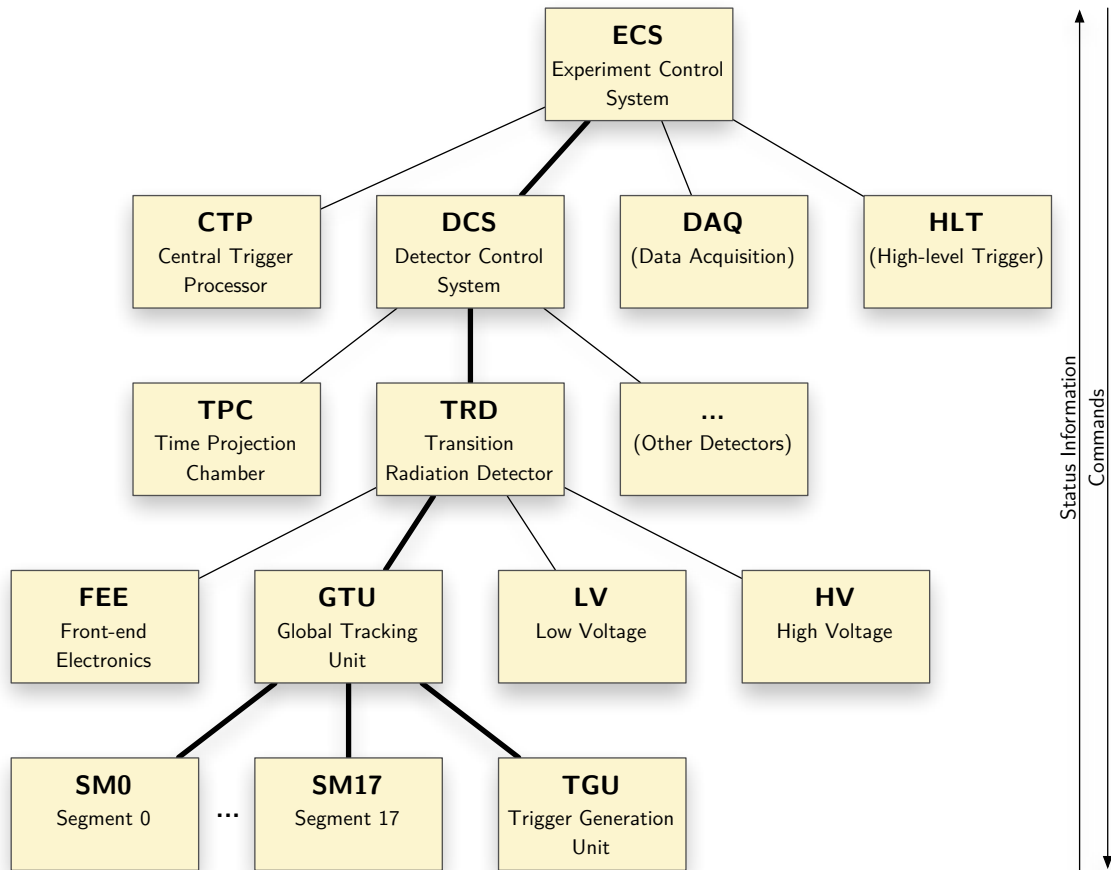 ECS
Experiment Control
System
CTP
Central Trigger
Processor
DCS
Detector Control
System
DAQ
(Data Acquisition)
HLT
(High-level Trigger)
TPC
Time Projection
Chamber
TRD
Transition
Radiation Detector
...
(Other Detectors)
Status Information
Commands
FEE
Front-end
Electronics
GTU
Global Tracking
Unit
LV
Low Voltage
HV
High Voltage
SM0
Segment 0
...
SM17
Segment 17
TGU
Trigger Generation
Unit